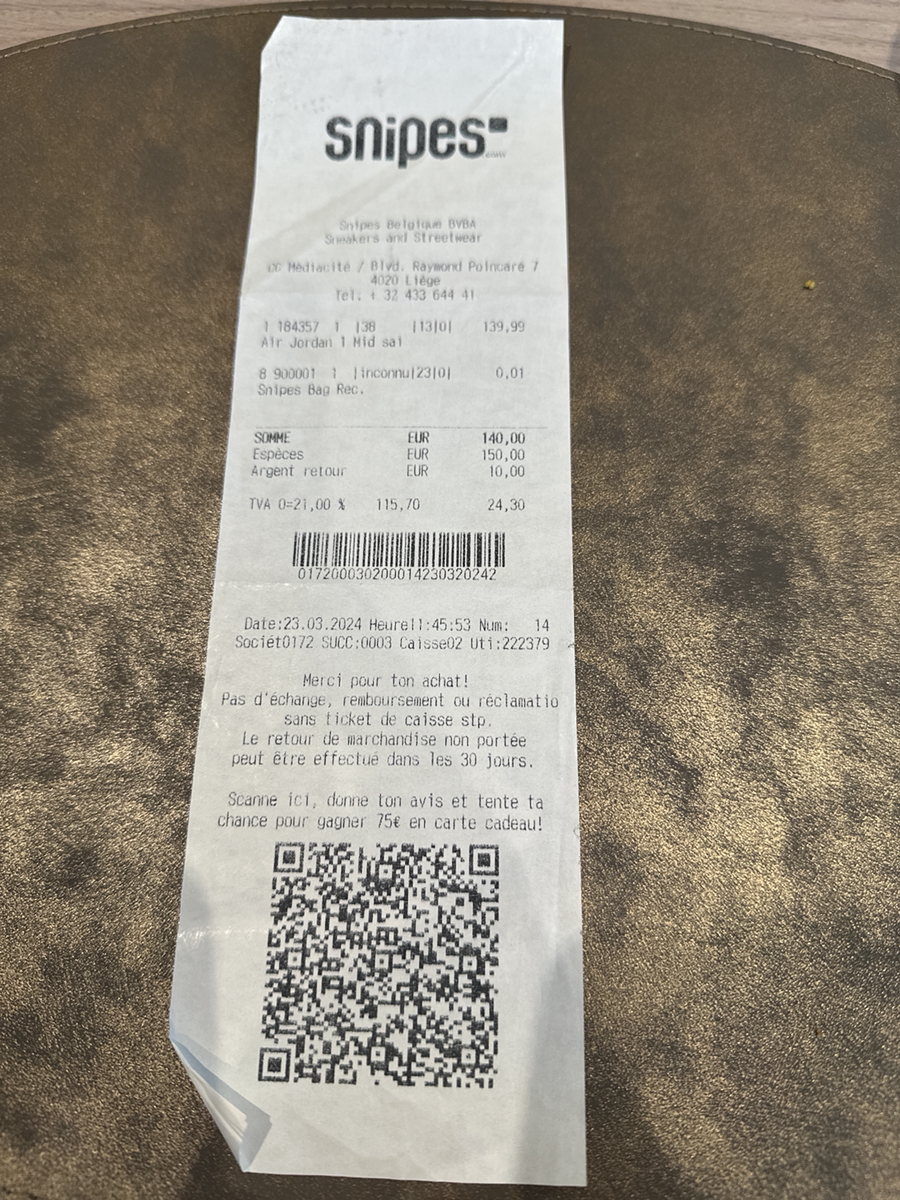 snipes
.com
Snipes Belgique BVBA
Sneakers and Streetwear
CC Médiacité / Blvd. Raymond Poincaré 7
4020 Liège
Tel. + 32 433 644 41
1 184357 1 |38 |13|0| 139,99
Air Jordan 1 Mid sai
8 900001 1 |inconnu|23|0| 0,01
Snipes Bag Rec.
SOMME EUR 140,00
Espèces EUR 150,00
Argent retour EUR 10,00
TVA 0=21,00 % 115,70 24,30
017200030200014230320242
Date:23.03.2024 Heure11:45:53 Num: 14
Sociét0172 SUCC:0003 Caisse02 Uti:222379
Merci pour ton achat!
Pas d'échange, remboursement ou réclamatio
sans ticket de caisse stp.
Le retour de marchandise non portée
peut être effectué dans les 30 jours.
Scanne ici, donne ton avis et tente ta
chance pour gagner 75€ en carte cadeau!